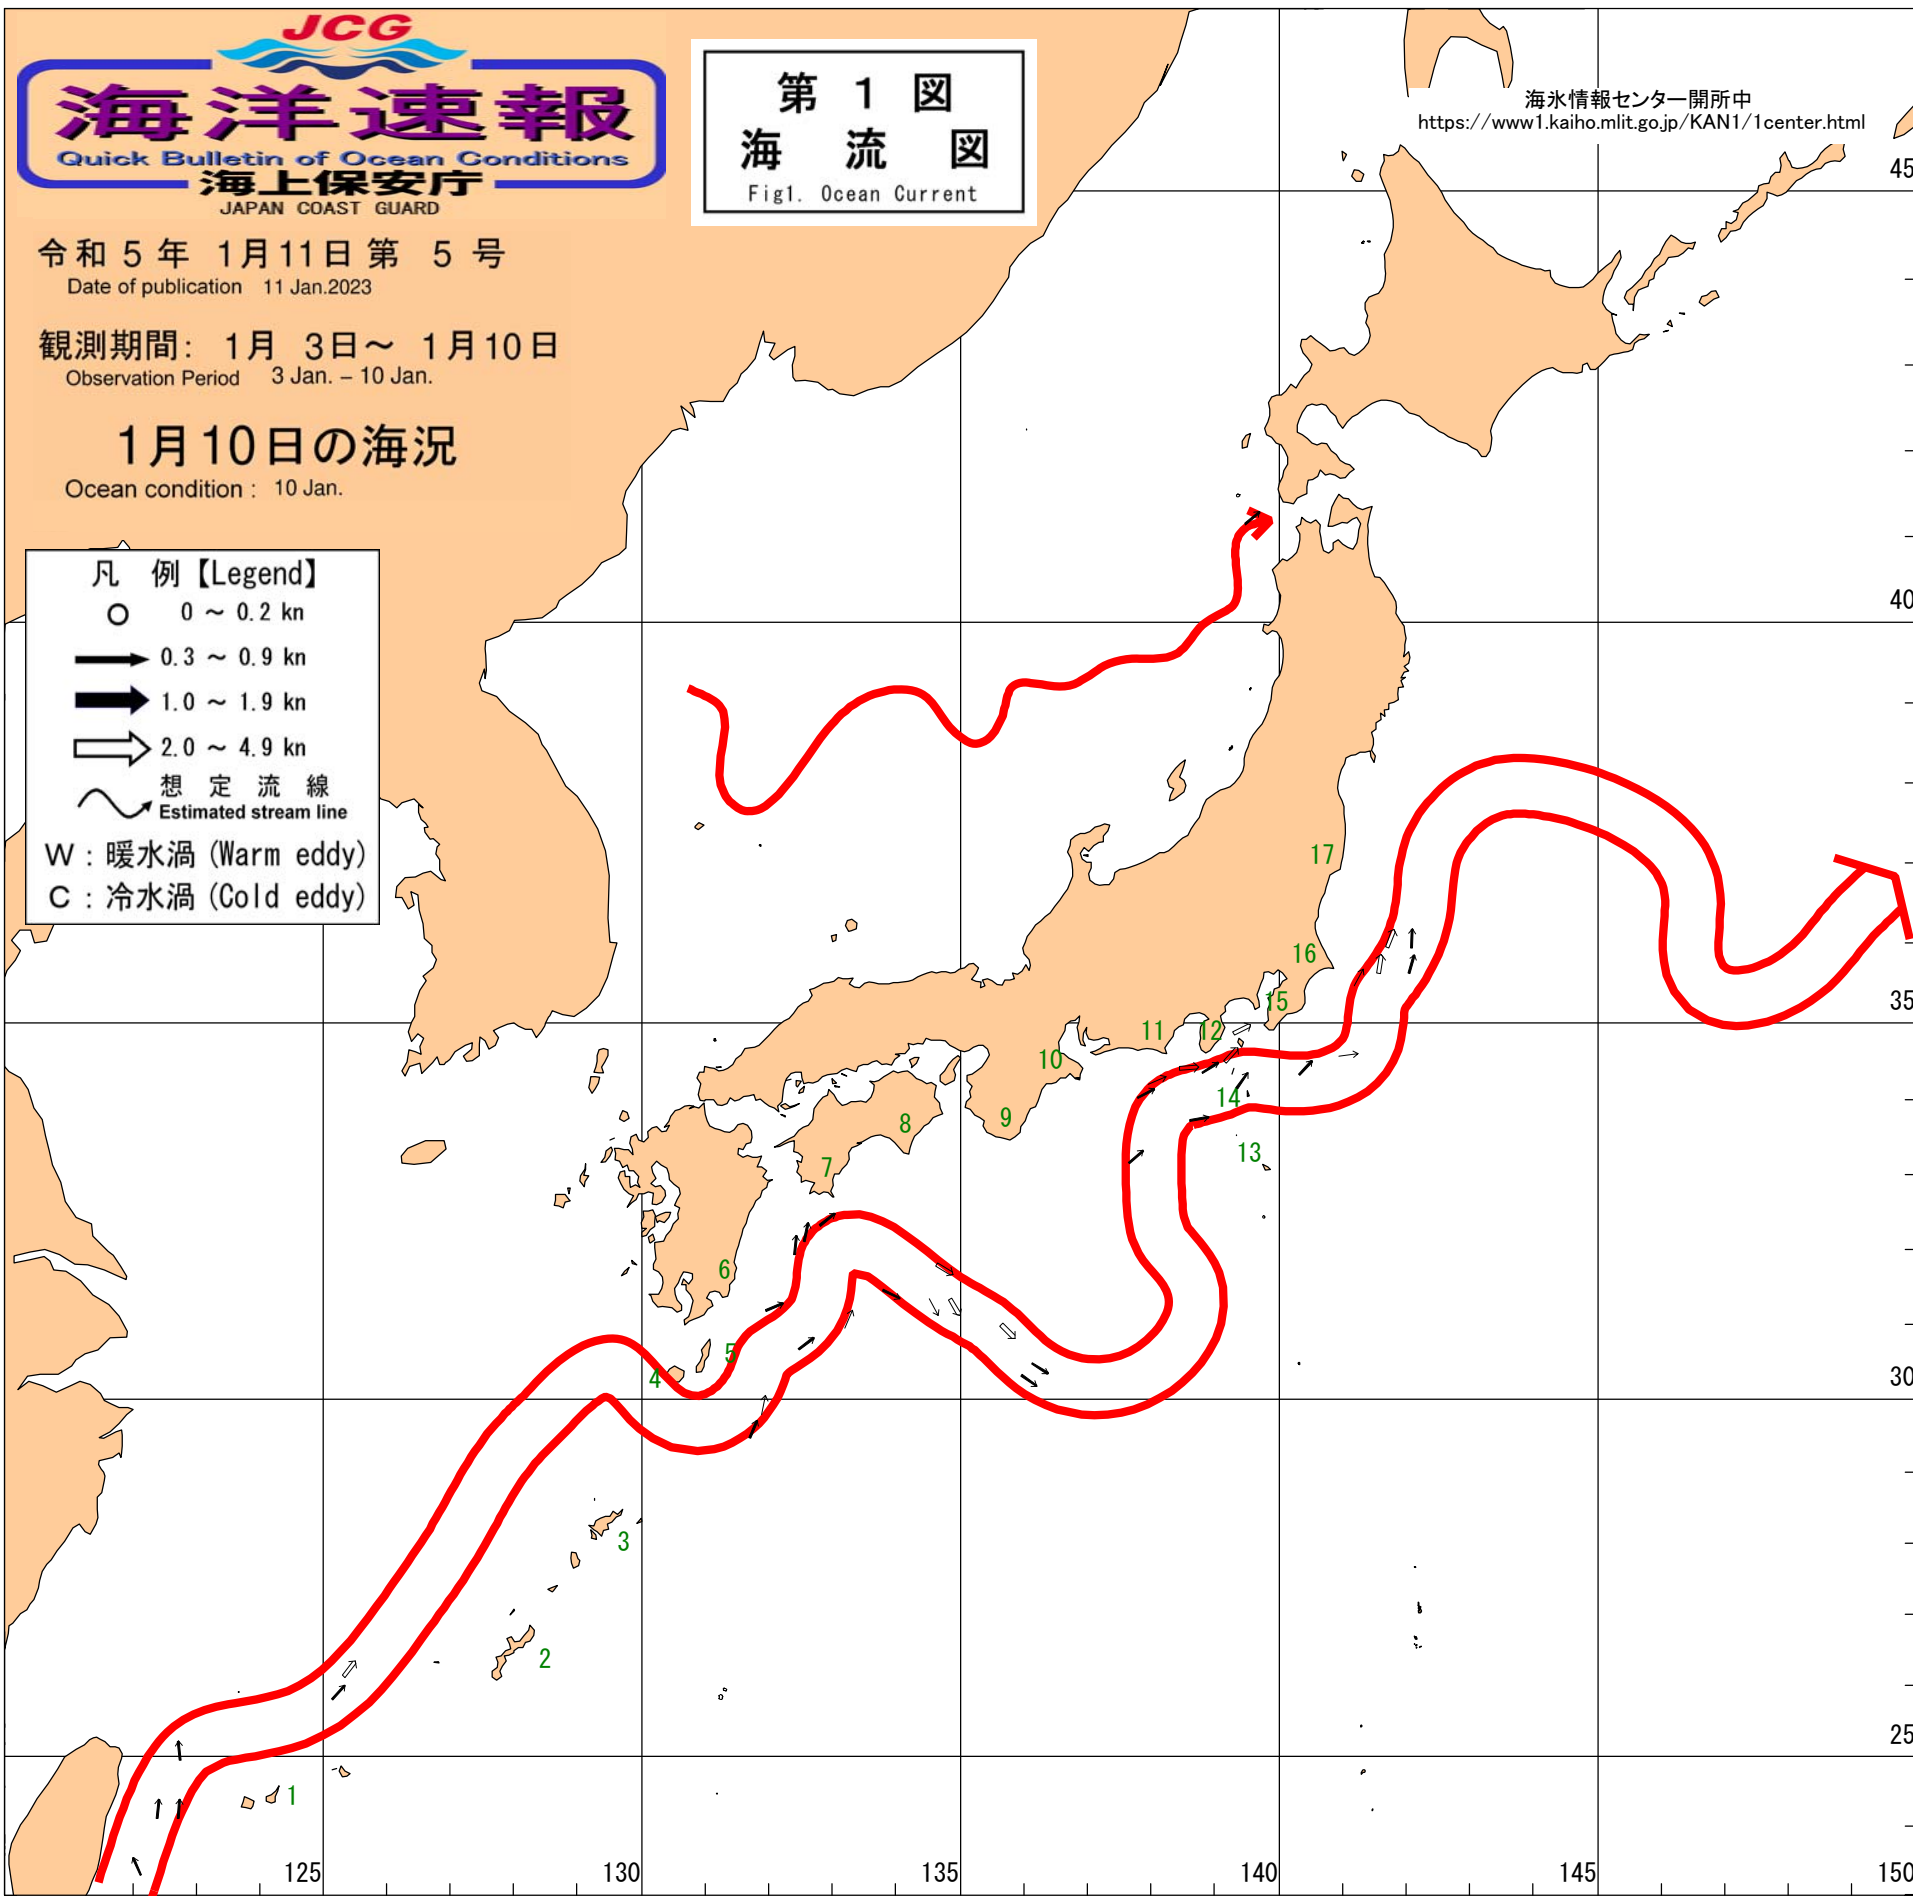 JCG
海洋速報
Quick Bulletin of Ocean Conditions
海上保安庁
JAPAN COAST GUARD
第 1 図
海 流 図
Fig1. Ocean Current
海氷情報センター開所中
https://www1.kaiho.mlit.go.jp/KAN1/1center.html
令和 5 年 1月11日 第 5 号
Date of publication 11 Jan.2023
観測期間: 1月 3日～ 1月10日
Observation Period 3 Jan. – 10 Jan.
1月10日の海況
Ocean condition : 10 Jan.
凡 例【Legend】
0 ～ 0.2 kn
0.3 ～ 0.9 kn
1.0 ～ 1.9 kn
2.0 ～ 4.9 kn
想 定 流 線
Estimated stream line
W : 暖水渦 (Warm eddy)
C : 冷水渦 (Cold eddy)
45
40
17
16
15
35
12
11
10
14
9
8
13
7
6
5
4
30
3
2
25
1
125
130
135
140
145
150